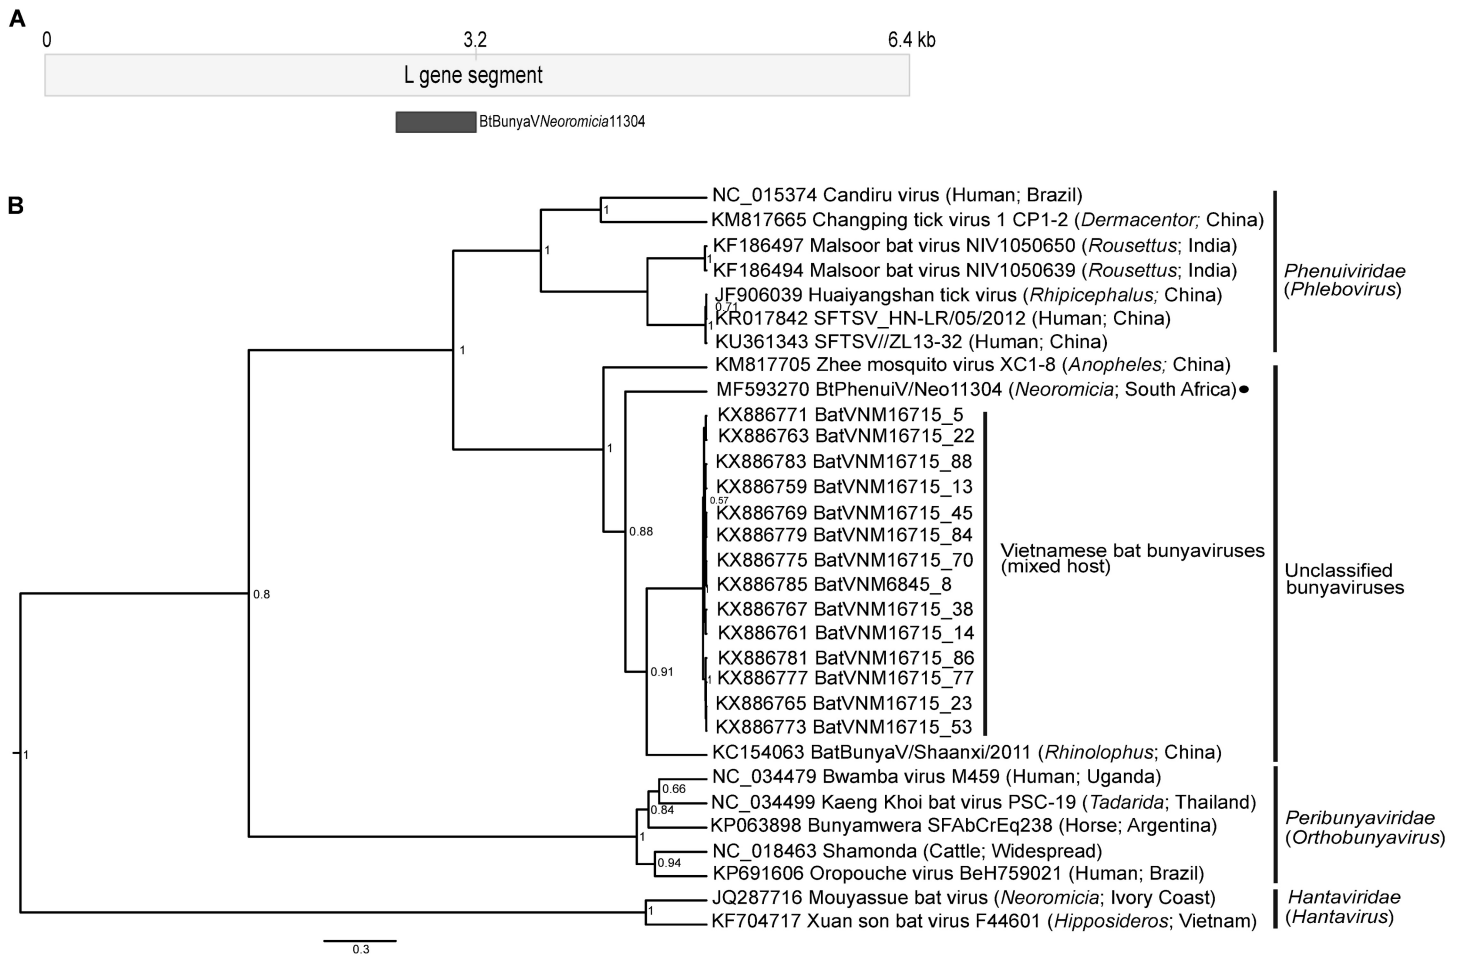 A
0 3.2 6.4 kb
L gene segment
BtBunyaVNeoromicia11304
B
NC_015374 Candiru virus (Human; Brazil)
1
KM817665 Changping tick virus 1 CP1-2 (Dermacentor; China)
KF186497 Malsoor bat virus NIV1050650 (Rousettus; India)
1
1
KF186494 Malsoor bat virus NIV1050639 (Rousettus; India)
Phenuiviridae
(Phlebovirus)
JF906039 Huaiyangshan tick virus (Rhipicephalus; China)
0.71
KR017842 SFTSV_HN-LR/05/2012 (Human; China)
1
KU361343 SFTSV//ZL13-32 (Human; China)
1
KM817705 Zhee mosquito virus XC1-8 (Anopheles; China)
MF593270 BtPhenuiV/Neo11304 (Neoromicia; South Africa)●
KX886771 BatVNM16715_5
KX886763 BatVNM16715_22
1
KX886783 BatVNM16715_88
KX886759 BatVNM16715_13
0.57
KX886769 BatVNM16715_45
0.88
KX886779 BatVNM16715_84
KX886775 BatVNM16715_70
Vietnamese bat bunyaviruses
(mixed host)
Unclassified
bunyaviruses
KX886785 BatVNM6845_8
0.8
KX886767 BatVNM16715_38
KX886761 BatVNM16715_14
KX886781 BatVNM16715_86
0.91
1
KX886777 BatVNM16715_77
KX886765 BatVNM16715_23
KX886773 BatVNM16715_53
KC154063 BatBunyaV/Shaanxi/2011 (Rhinolophus; China)
1
NC_034479 Bwamba virus M459 (Human; Uganda)
0.66
NC_034499 Kaeng Khoi bat virus PSC-19 (Tadarida; Thailand)
0.84
KP063898 Bunyamwera SFAbCrEq238 (Horse; Argentina)
Peribunyaviridae
(Orthobunyavirus)
1
NC_018463 Shamonda (Cattle; Widespread)
0.94
KP691606 Oropouche virus BeH759021 (Human; Brazil)
JQ287716 Mouyassue bat virus (Neoromicia; Ivory Coast)
1
KF704717 Xuan son bat virus F44601 (Hipposideros; Vietnam)
Hantaviridae
(Hantavirus)
0.3